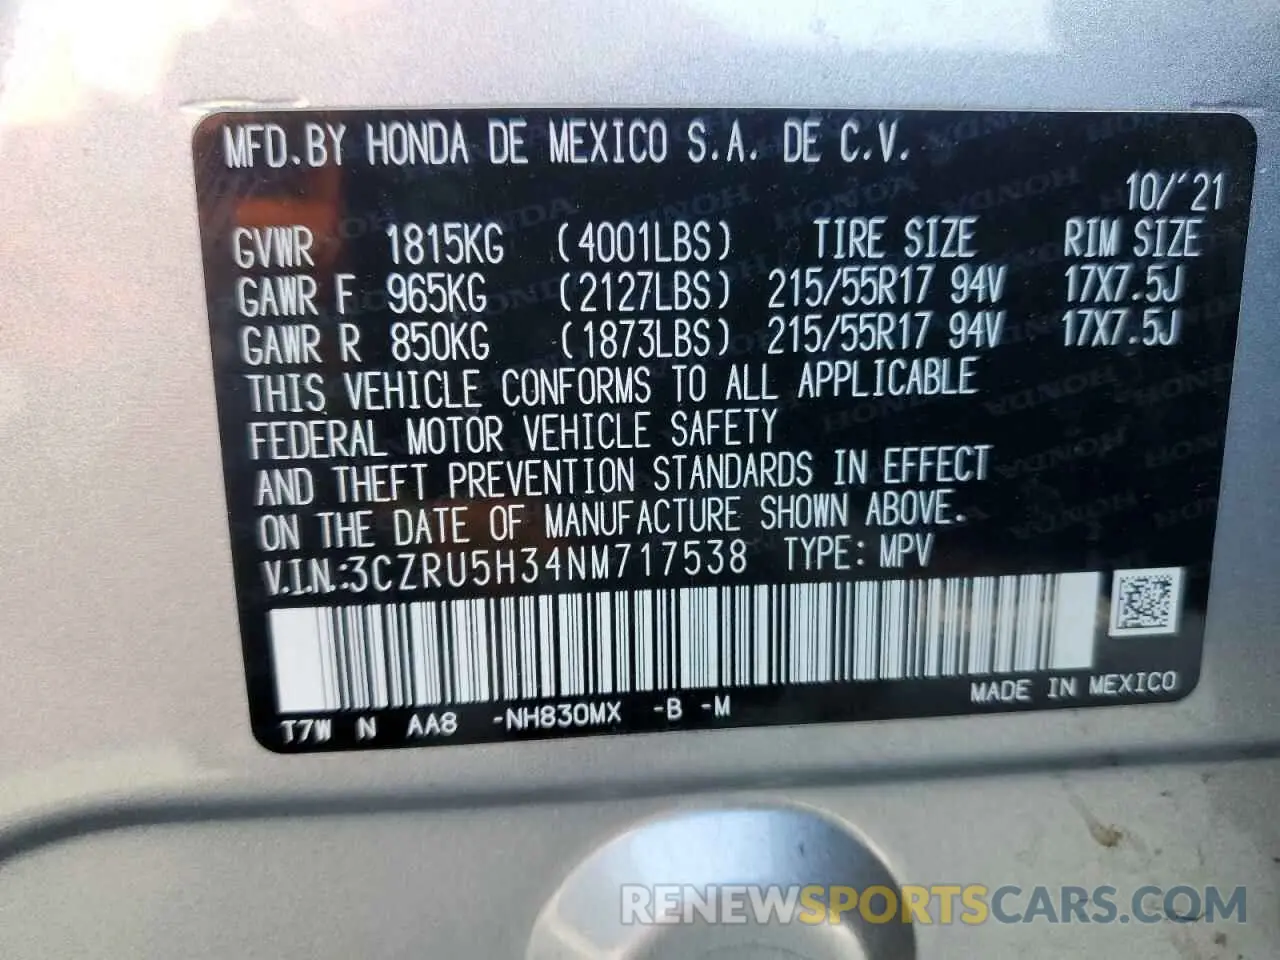 MFD.BY HONDA DE MEXICO S.A. DE C.V.
10/'21
GVWR 1815KG (4001LBS) TIRE SIZE RIM SIZE
GAWR F 965KG (2127LBS) 215/55R17 94V 17X7.5J
GAWR R 850KG (1873LBS) 215/55R17 94V 17X7.5J
THIS VEHICLE CONFORMS TO ALL APPLICABLE
FEDERAL MOTOR VEHICLE SAFETY
AND THEFT PREVENTION STANDARDS IN EFFECT
ON THE DATE OF MANUFACTURE SHOWN ABOVE.
V.I.N.:3CZRU5H34NM717538 TYPE: MPV
MADE IN MEXICO
T7W N AA8 -NH830MX -B -M
RENEWSPORTSCARS.COM.UA21